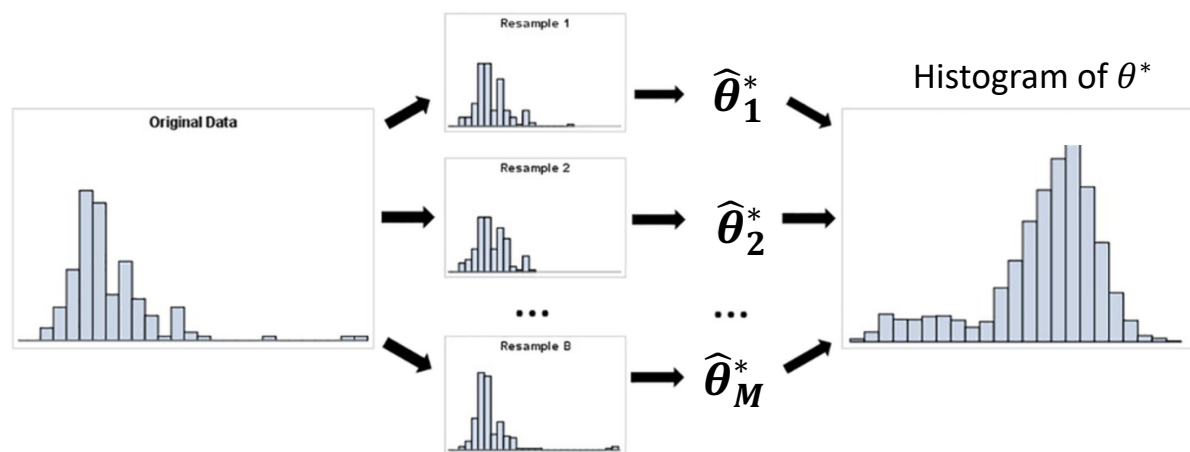 Resample 1
Histogram of θ*
θ̂₁*
Original Data
Resample 2
θ̂₂*
...
...
Resample B
θ̂_M*